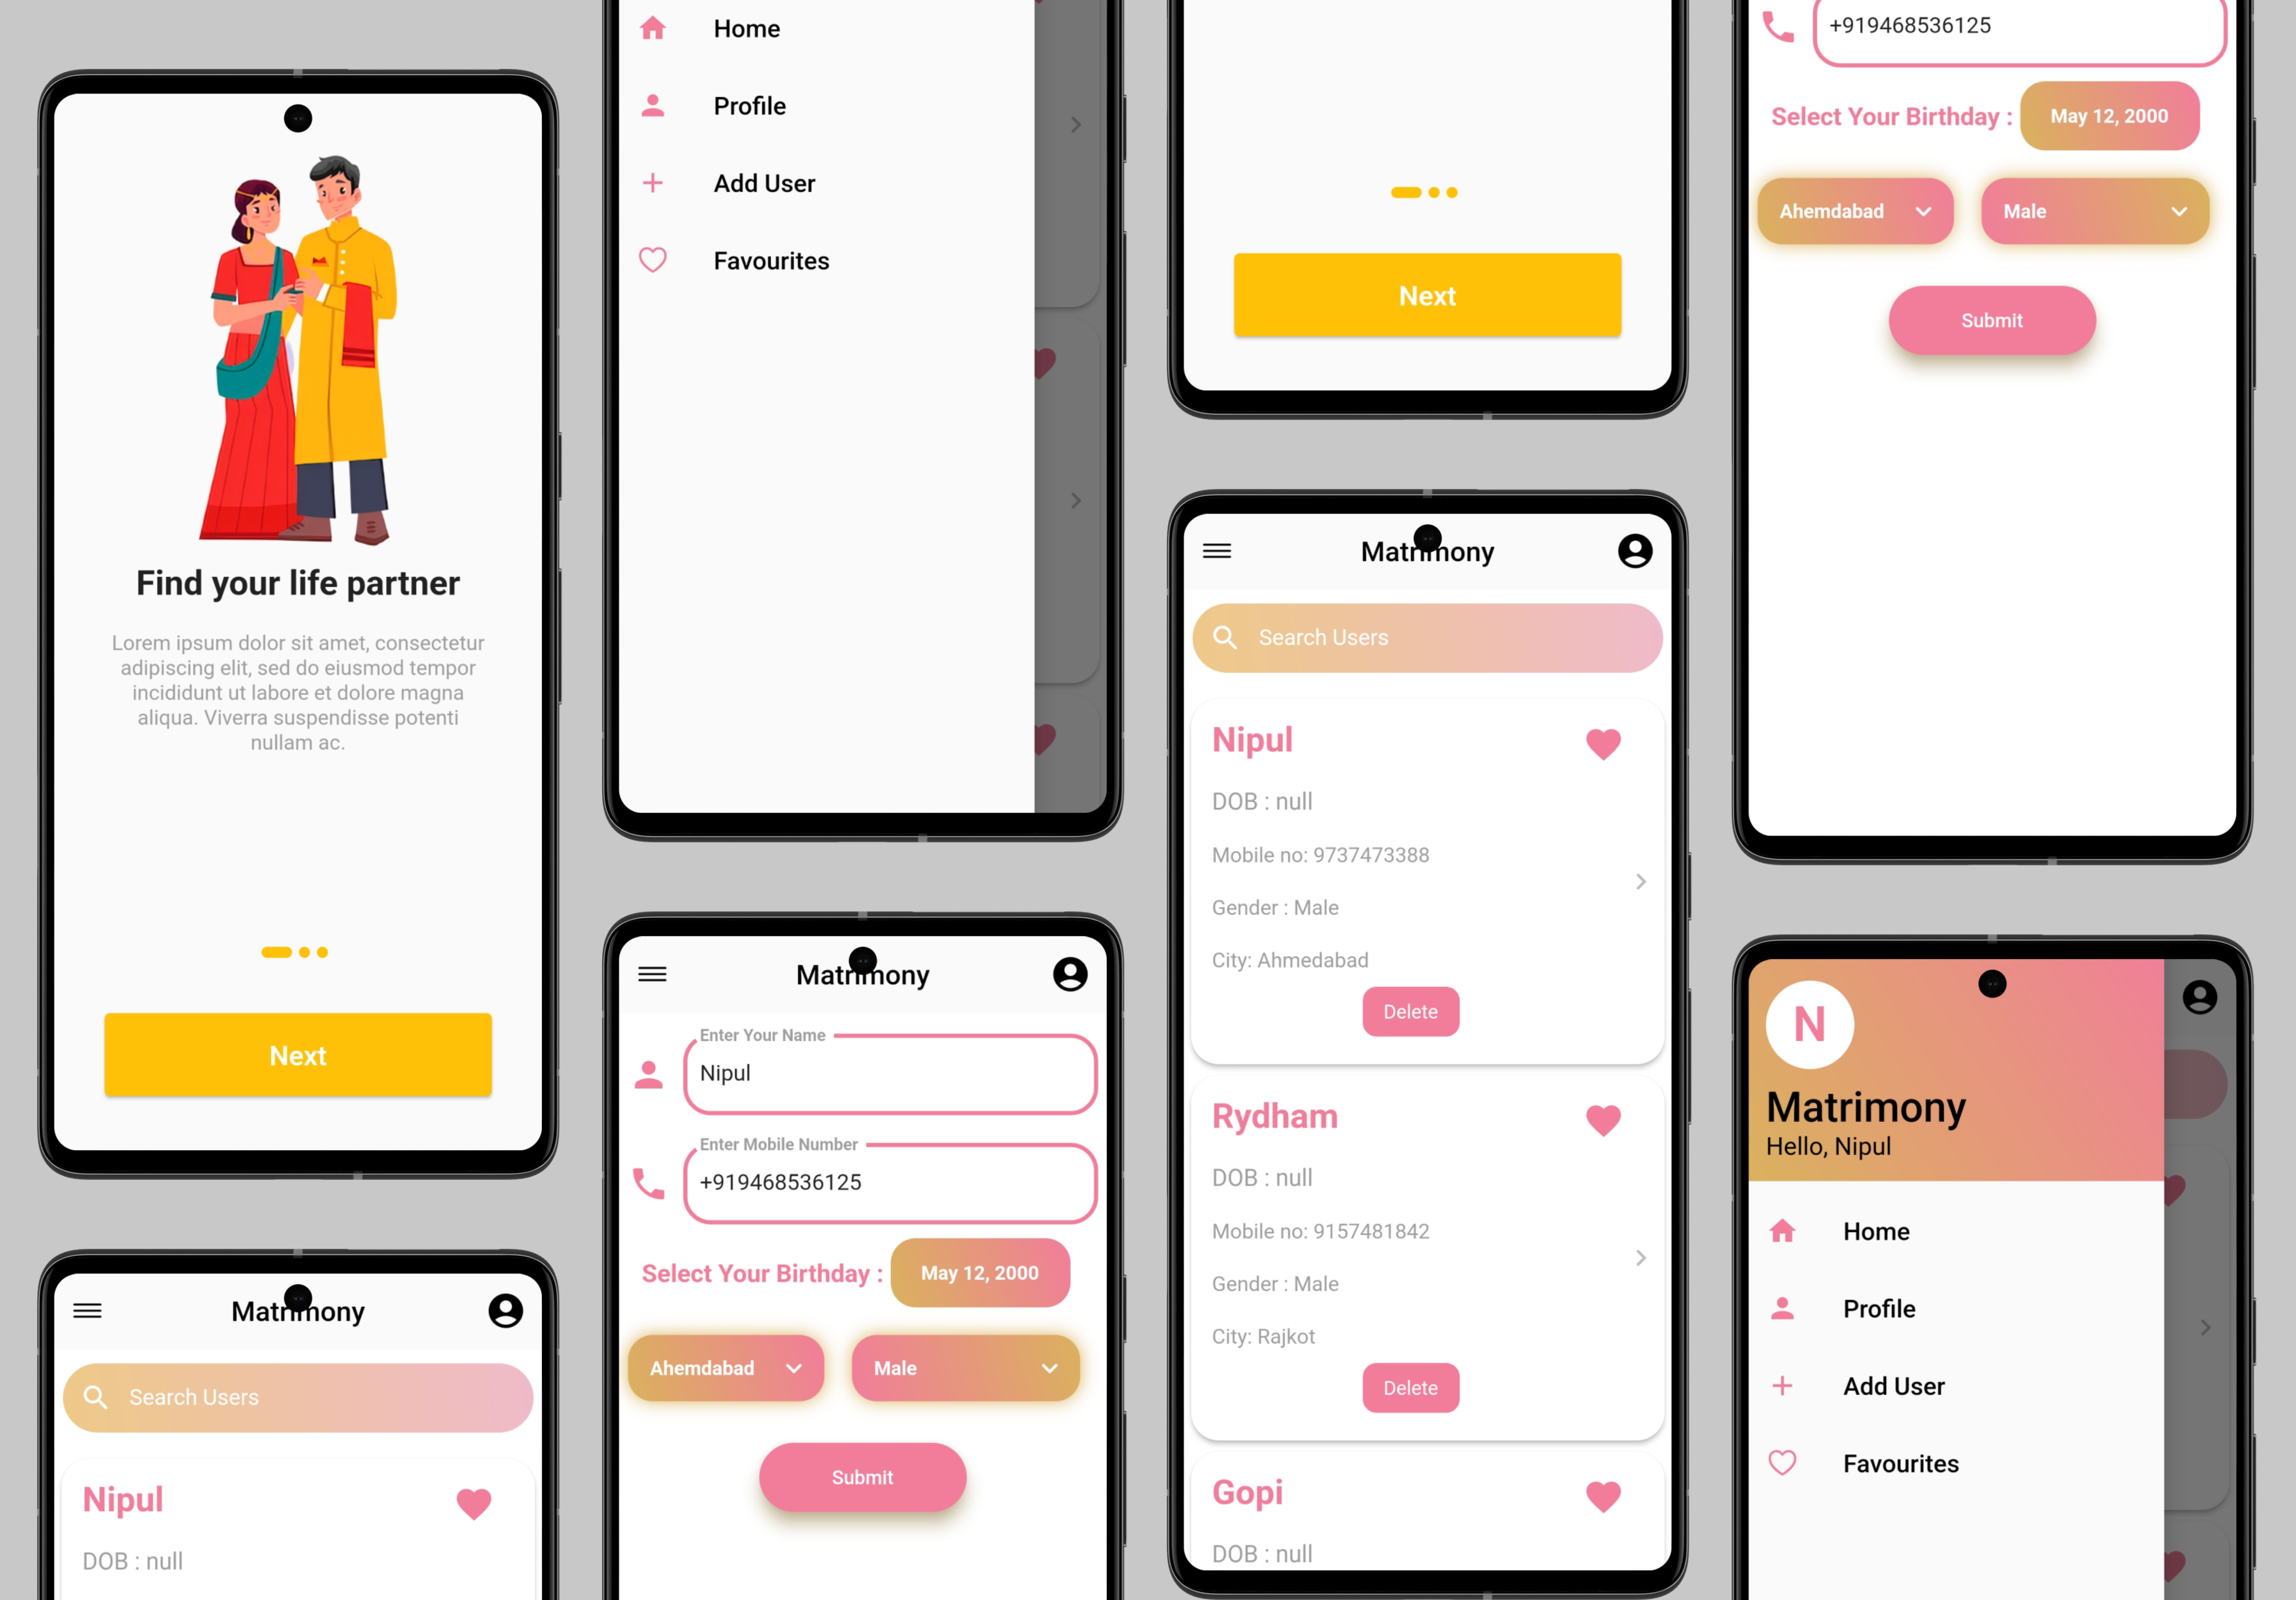 Find your life partner
Lorem ipsum dolor sit amet, consectetur
adipiscing elit, sed do eiusmod tempor
incididunt ut labore et dolore magna
aliqua. Viverra suspendisse potenti
nullam ac.
Next
Matrimony
Search Users
Nipul
DOB : null
Home
Profile
Add User
Favourites
Matrimony
Enter Your Name
Nipul
Enter Mobile Number
+919468536125
Select Your Birthday :
May 12, 2000
Ahemdabad
Male
Submit
Next
Matrimony
Search Users
Nipul
DOB : null
Mobile no: 9737473388
Gender : Male
City: Ahmedabad
Delete
Rydham
DOB : null
Mobile no: 9157481842
Gender : Male
City: Rajkot
Delete
Gopi
DOB : null
+919468536125
Select Your Birthday :
May 12, 2000
Ahemdabad
Male
Submit
N
Matrimony
Hello, Nipul
Home
Profile
Add User
Favourites